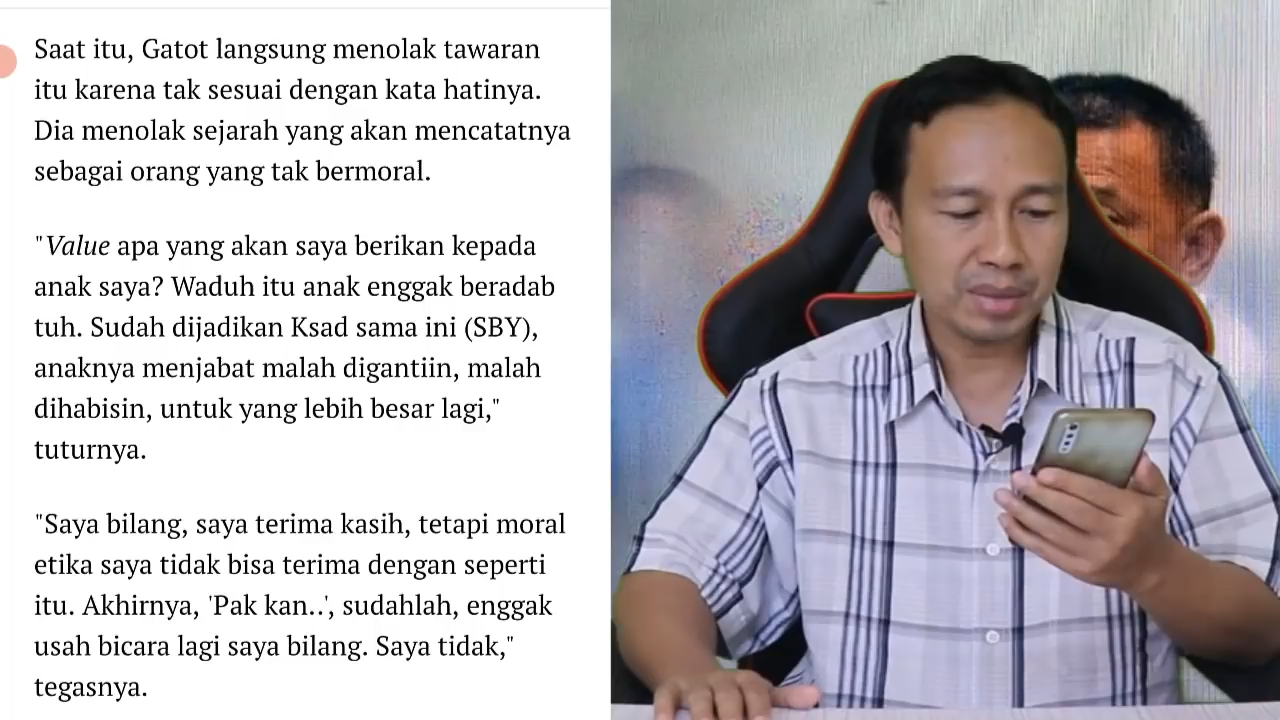 Saat itu, Gatot langsung menolak tawaran
itu karena tak sesuai dengan kata hatinya.
Dia menolak sejarah yang akan mencatatnya
sebagai orang yang tak bermoral.
"Value apa yang akan saya berikan kepada
anak saya? Waduh itu anak enggak beradab
tuh. Sudah dijadikan Ksad sama ini (SBY),
anaknya menjabat malah digantiin, malah
dihabisin, untuk yang lebih besar lagi,"
tuturnya.
"Saya bilang, saya terima kasih, tetapi moral
etika saya tidak bisa terima dengan seperti
itu. Akhirnya, 'Pak kan..', sudahlah, enggak
usah bicara lagi saya bilang. Saya tidak,"
tegasnya.